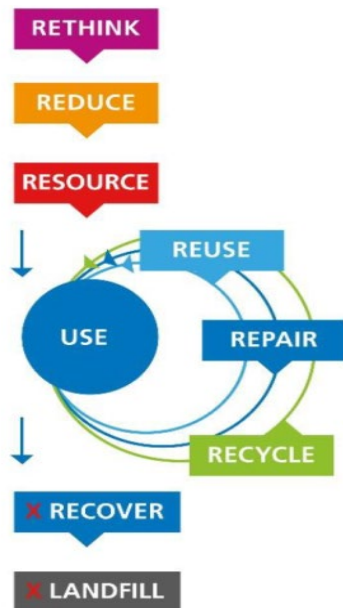 RETHINK
REDUCE
RESOURCE
REUSE
USE
REPAIR
RECYCLE
X RECOVER
X LANDFILL